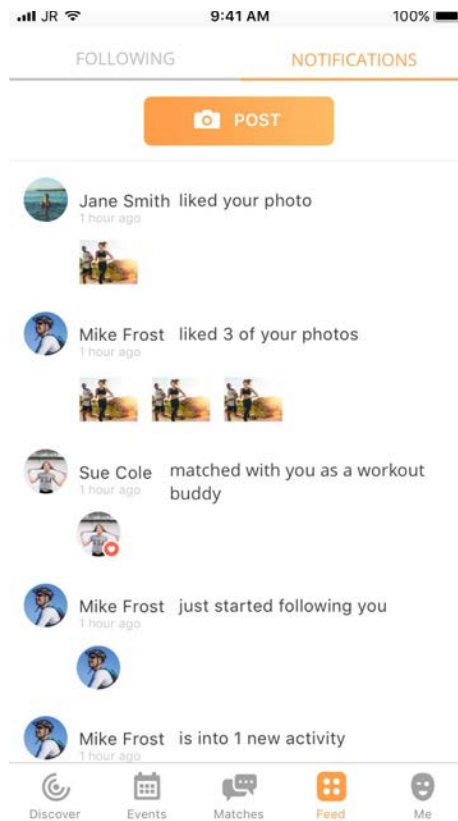 JR 9:41 AM 100%
FOLLOWING NOTIFICATIONS
POST
Jane Smith liked your photo
1 hour ago
Mike Frost liked 3 of your photos
1 hour ago
Sue Cole matched with you as a workout
1 hour ago buddy
Mike Frost just started following you
1 hour ago
Mike Frost is into 1 new activity
1 hour ago
Discover Events Matches Feed Me